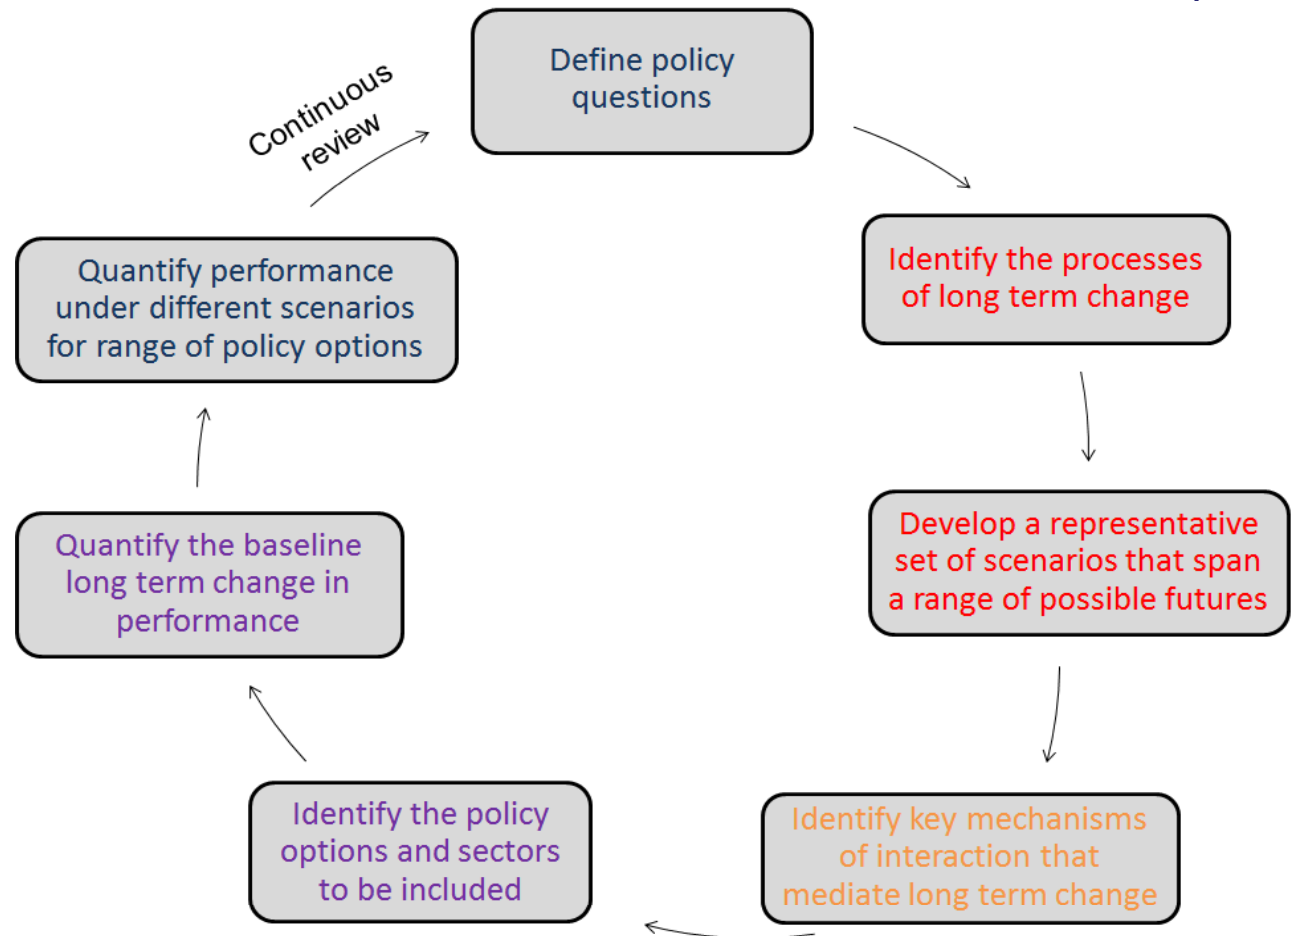 Define policy
questions
Identify the processes
of long term change
Develop a representative
set of scenarios that span
a range of possible futures
Identify key mechanisms
of interaction that
mediate long term change
Identify the policy
options and sectors
to be included
Quantify the baseline
long term change in
performance
Quantify performance
under different scenarios
for range of policy options
Continuous
review